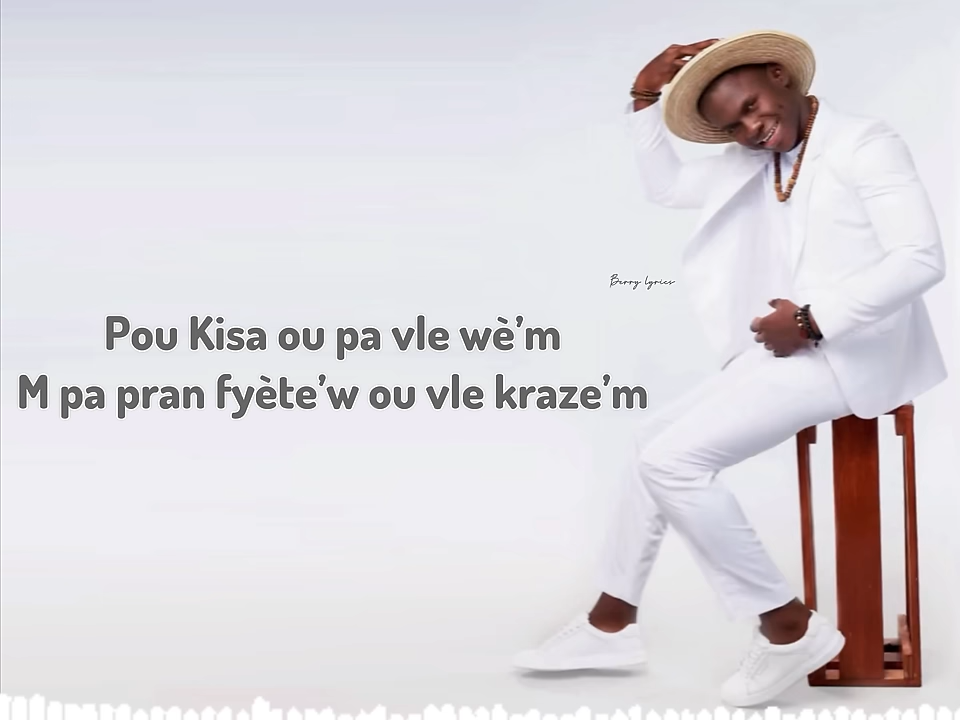 Berry lyrics
Pou Kisa ou pa vle wè’m
M pa pran fyète’w ou vle kraze’m